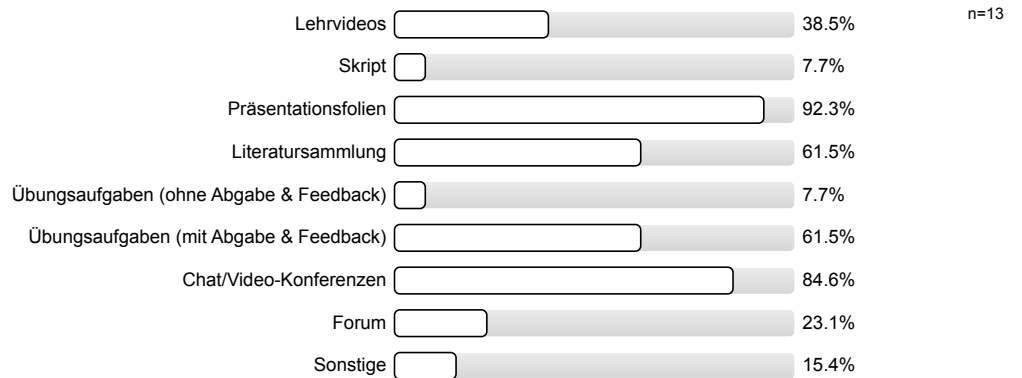 Lehrvideos 38.5% n=13
Skript 7.7%
Präsentationsfolien 92.3%
Literatursammlung 61.5%
Übungsaufgaben (ohne Abgabe & Feedback) 7.7%
Übungsaufgaben (mit Abgabe & Feedback) 61.5%
Chat/Video-Konferenzen 84.6%
Forum 23.1%
Sonstige 15.4%